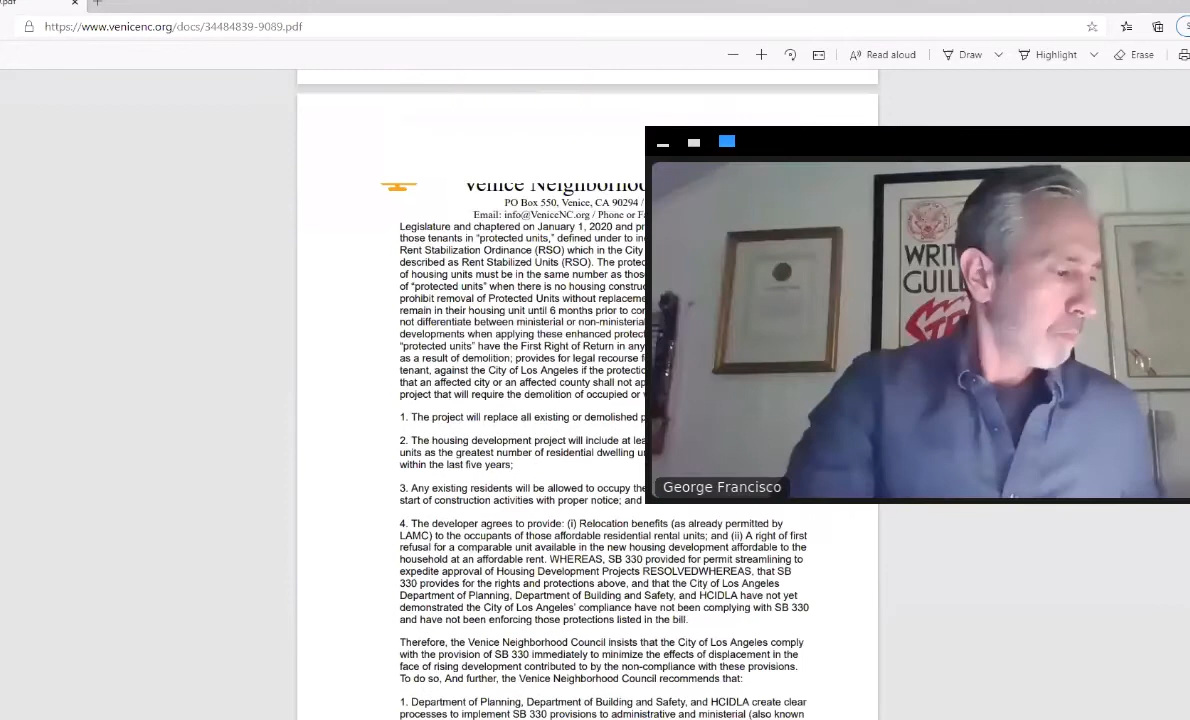 .pdf
https://www.venicenc.org/docs/34484839-9089.pdf
Read aloud
Draw
Highlight
Erase
Venice Neighborhoo
PO Box 550, Venice, CA 90294 /
Email: info@VeniceNC.org / Phone or Fa
Legislature and chaptered on January 1, 2020 and pr
those tenants in “protected units,” defined under to in
Rent Stabilization Ordinance (RSO) which in the City
described as Rent Stabilized Units (RSO). The protec
of housing units must be in the same number as those
of “protected units” when there is no housing construc
prohibit removal of Protected Units without replaceme
remain in their housing unit until 6 months prior to con
not differentiate between ministerial or non-ministerial
developments when applying these enhanced protect
“protected units” have the First Right of Return in any
as a result of demolition; provides for legal recourse f
tenant, against the City of Los Angeles if the protectio
that an affected city or an affected county shall not ap
project that will require the demolition of occupied or v
1. The project will replace all existing or demolished p
2. The housing development project will include at lea
units as the greatest number of residential dwelling un
within the last five years;
3. Any existing residents will be allowed to occupy the
start of construction activities with proper notice; and
4. The developer agrees to provide: (i) Relocation benefits (as already permitted by
LAMC) to the occupants of those affordable residential rental units; and (ii) A right of first
refusal for a comparable unit available in the new housing development affordable to the
household at an affordable rent. WHEREAS, SB 330 provided for permit streamlining to
expedite approval of Housing Development Projects RESOLVEDWHEREAS, that SB
330 provides for the rights and protections above, and that the City of Los Angeles
Department of Planning, Department of Building and Safety, and HCIDLA have not yet
demonstrated the City of Los Angeles’ compliance have not been complying with SB 330
and have not been enforcing those protections listed in the bill.
Therefore, the Venice Neighborhood Council insists that the City of Los Angeles comply
with the provision of SB 330 immediately to minimize the effects of displacement in the
face of rising development contributed to by the non-compliance with these provisions.
To do so, And further, the Venice Neighborhood Council recommends that:
1. Department of Planning, Department of Building and Safety, and HCIDLA create clear
processes to implement SB 330 provisions to administrative and ministerial (also known
WRIT
GUIL
ST
George Francisco